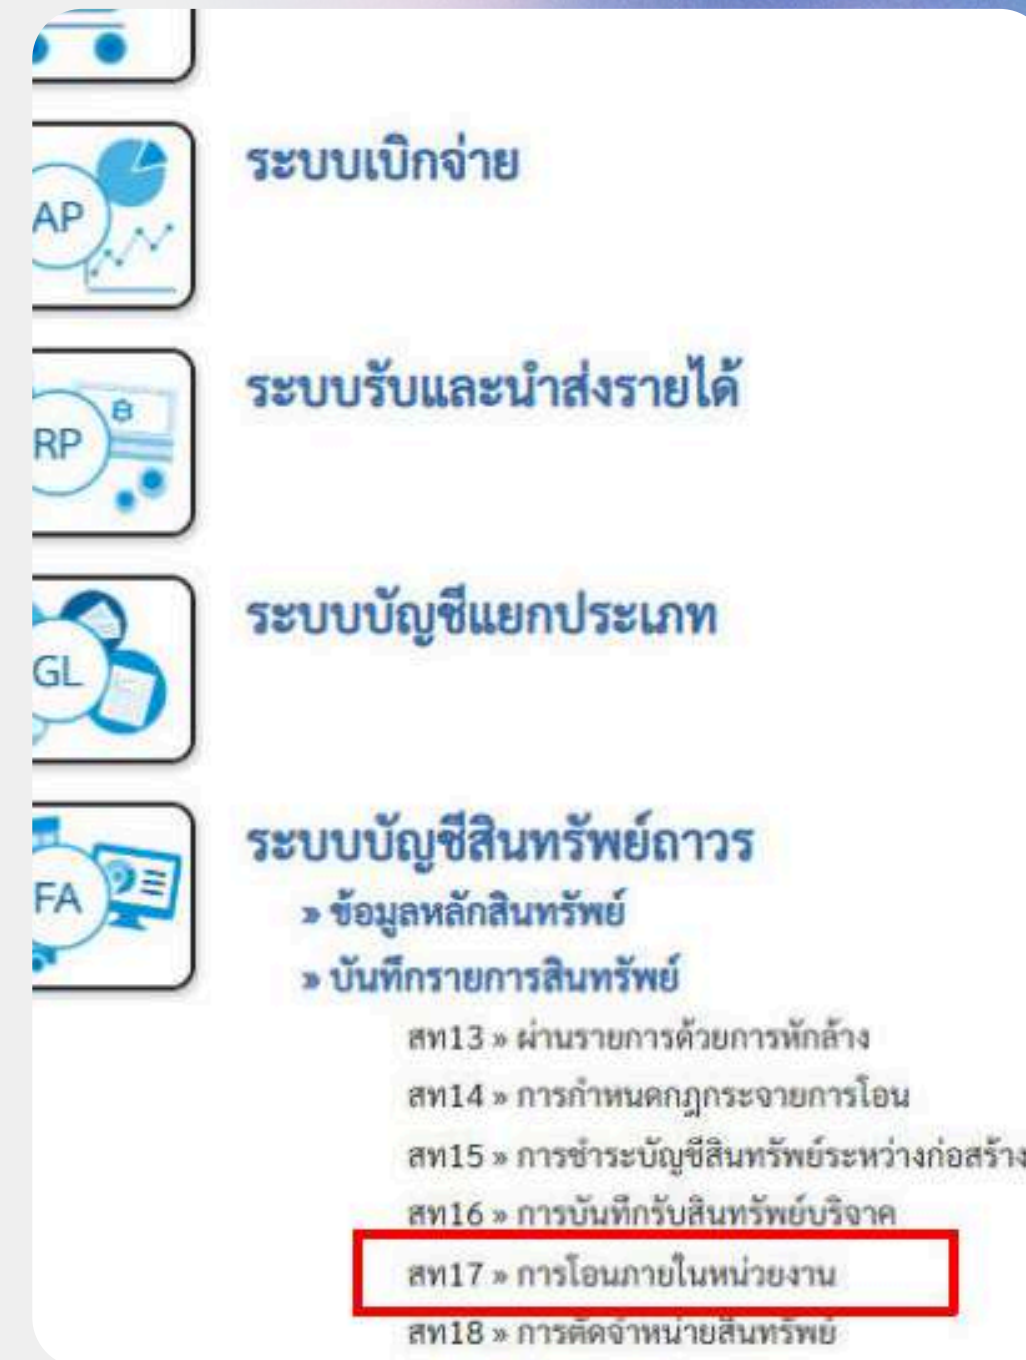 AP
ระบบเบิกจ่าย
RP
฿
ระบบรับและนำส่งรายได้
GL
ระบบบัญชีแยกประเภท
FA
ระบบบัญชีสินทรัพย์ถาวร
» ข้อมูลหลักสินทรัพย์
» บันทึกรายการสินทรัพย์
สท13 » ผ่านรายการด้วยการหักล้าง
สท14 » การกำหนดกฎกระจายการโอน
สท15 » การชำระบัญชีสินทรัพย์ระหว่างก่อสร้าง
สท16 » การบันทึกรับสินทรัพย์บริจาค
สท17 » การโอนภายในหน่วยงาน
สท18 » การตัดจำหน่ายสินทรัพย์